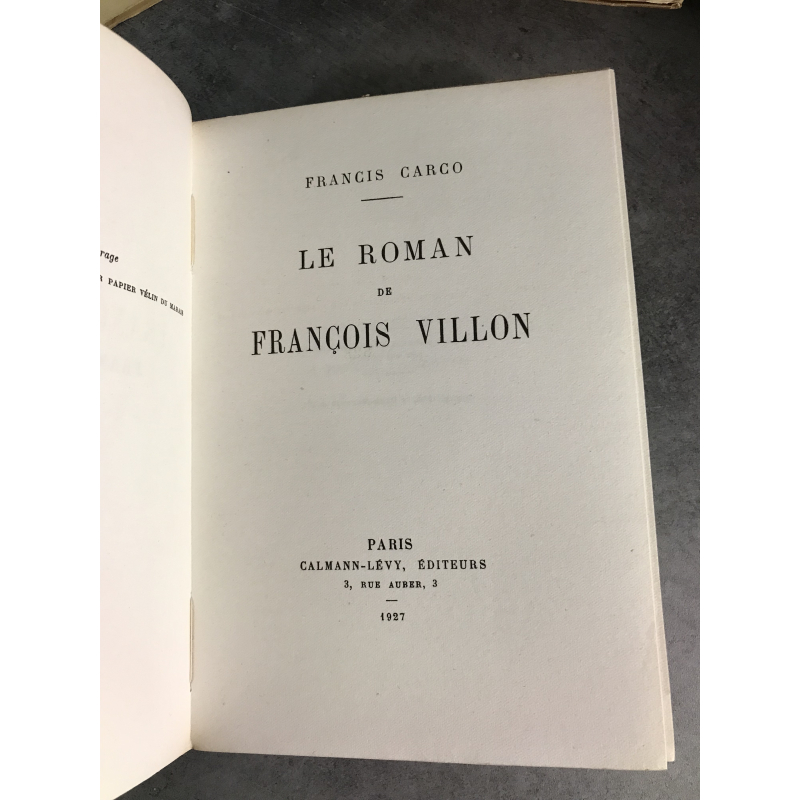 rage
PAPIER VÉLIN DU MARAIS
FRANCIS CARCO
LE ROMAN
DE
FRANÇOIS VILLON
PARIS
CALMANN-LÉVY, ÉDITEURS
3, RUE AUBER, 3
1927